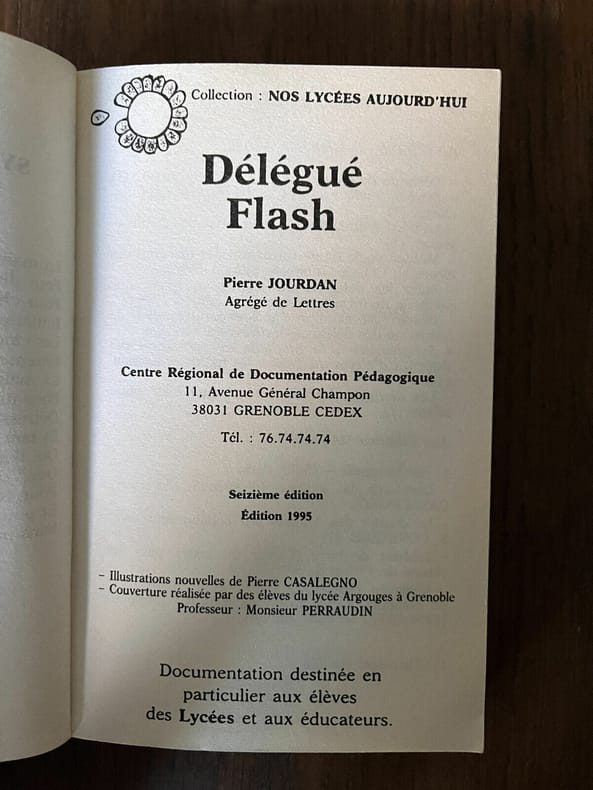 Collection : NOS LYCÉES AUJOURD'HUI
Délégué
Flash
Pierre JOURDAN
Agrégé de Lettres
Centre Régional de Documentation Pédagogique
11, Avenue Général Champon
38031 GRENOBLE CEDEX
Tél. : 76.74.74.74
Seizième édition
Édition 1995
– Illustrations nouvelles de Pierre CASALEGNO
– Couverture réalisée par des élèves du lycée Argouges à Grenoble
Professeur : Monsieur PERRAUDIN
Documentation destinée en
particulier aux élèves
des Lycées et aux éducateurs.